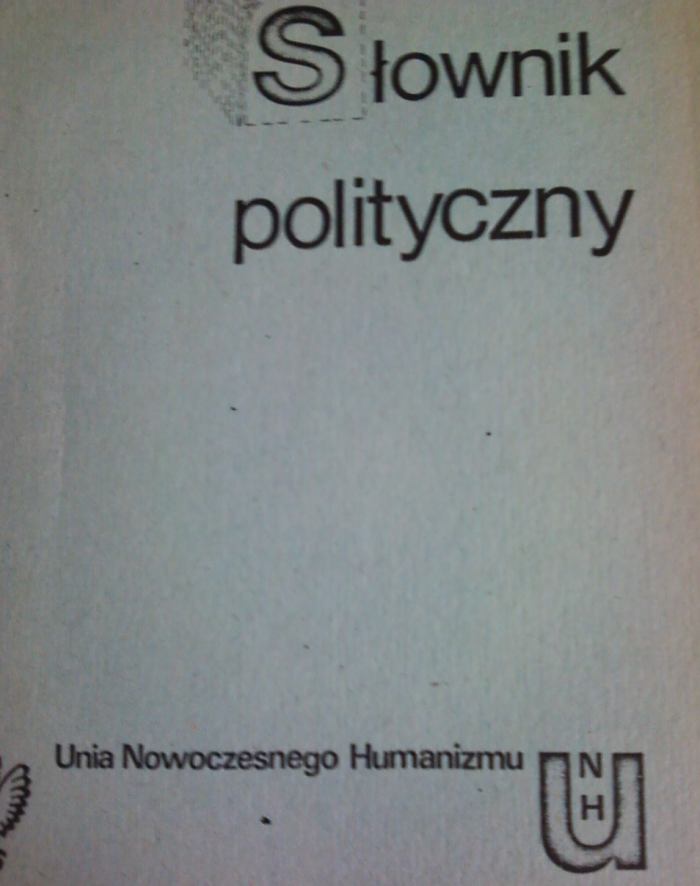 Słownik
polityczny
Unia Nowoczesnego Humanizmu
U
N
H